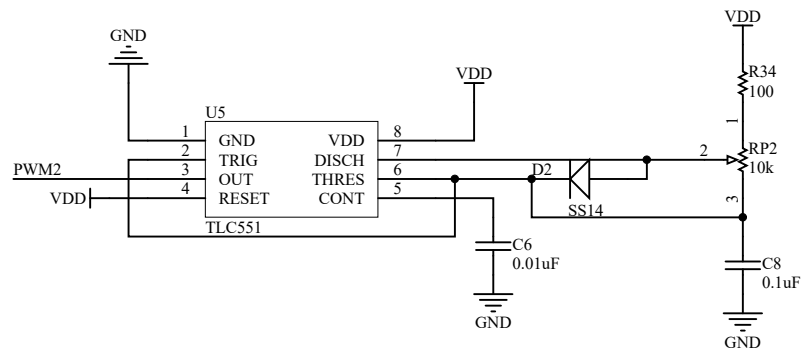 GND
VDD
VDD
R34
100
U5
1 GND VDD 8
1
2 TRIG DISCH 7
2
RP2
10k
PWM2
3 OUT THRES 6
D2
VDD
4 RESET CONT 5
3
SS14
TLC551
C6
0.01uF
C8
0.1uF
GND
GND